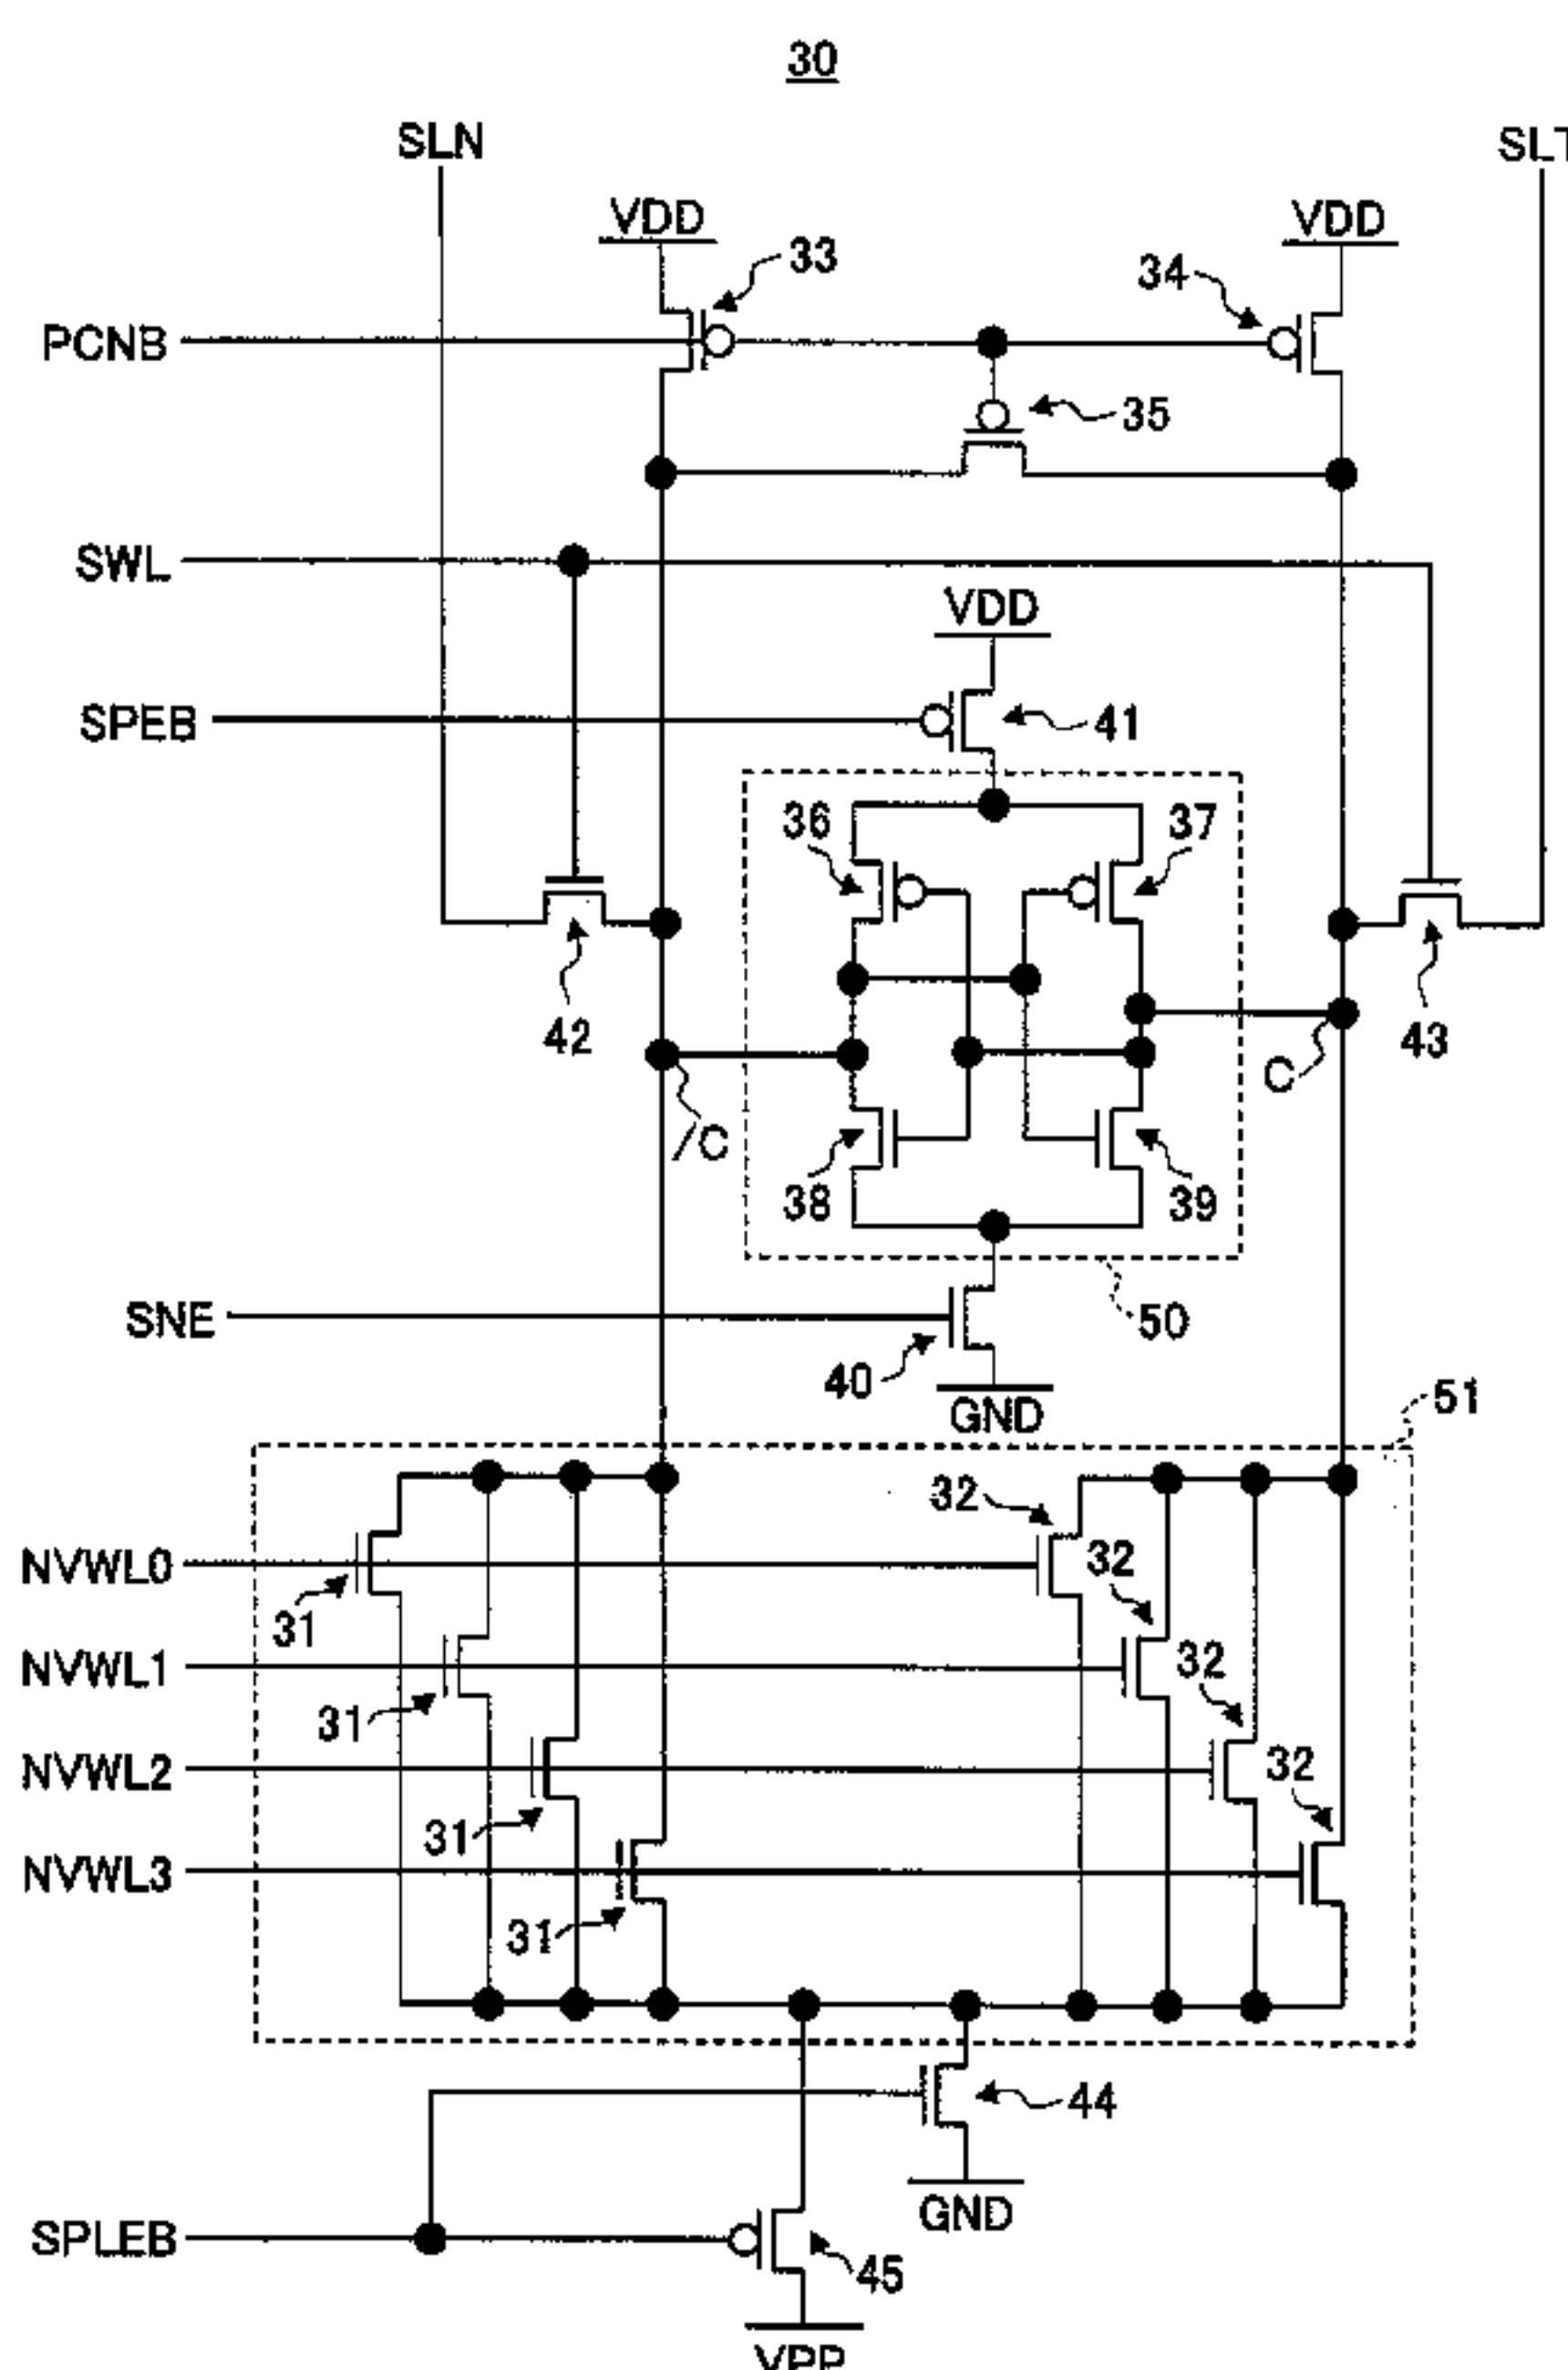 30
SLN
SLT
VDD
VDD
33
34
PCNB
35
SWL
VDD
SPEB
41
36
37
42
43
C
/C
38
39
SNE
50
40
GND
51
32
NVWL0
32
31
NVWL1
32
31
NVWL2
32
31
NVWL3
31
44
GND
SPLEB
45
VPP